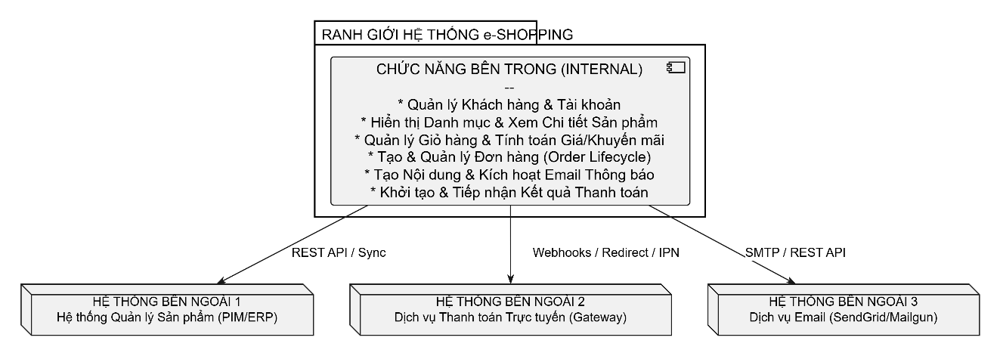 RANH GIỚI HỆ THỐNG e-SHOPPING
CHỨC NĂNG BÊN TRONG (INTERNAL)
--
* Quản lý Khách hàng & Tài khoản
* Hiển thị Danh mục & Xem Chi tiết Sản phẩm
* Quản lý Giỏ hàng & Tính toán Giá/Khuyến mãi
* Tạo & Quản lý Đơn hàng (Order Lifecycle)
* Tạo Nội dung & Kích hoạt Email Thông báo
* Khởi tạo & Tiếp nhận Kết quả Thanh toán
REST API / Sync
Webhooks / Redirect / IPN
SMTP / REST API
HỆ THỐNG BÊN NGOÀI 1
Hệ thống Quản lý Sản phẩm (PIM/ERP)
HỆ THỐNG BÊN NGOÀI 2
Dịch vụ Thanh toán Trực tuyến (Gateway)
HỆ THỐNG BÊN NGOÀI 3
Dịch vụ Email (SendGrid/Mailgun)